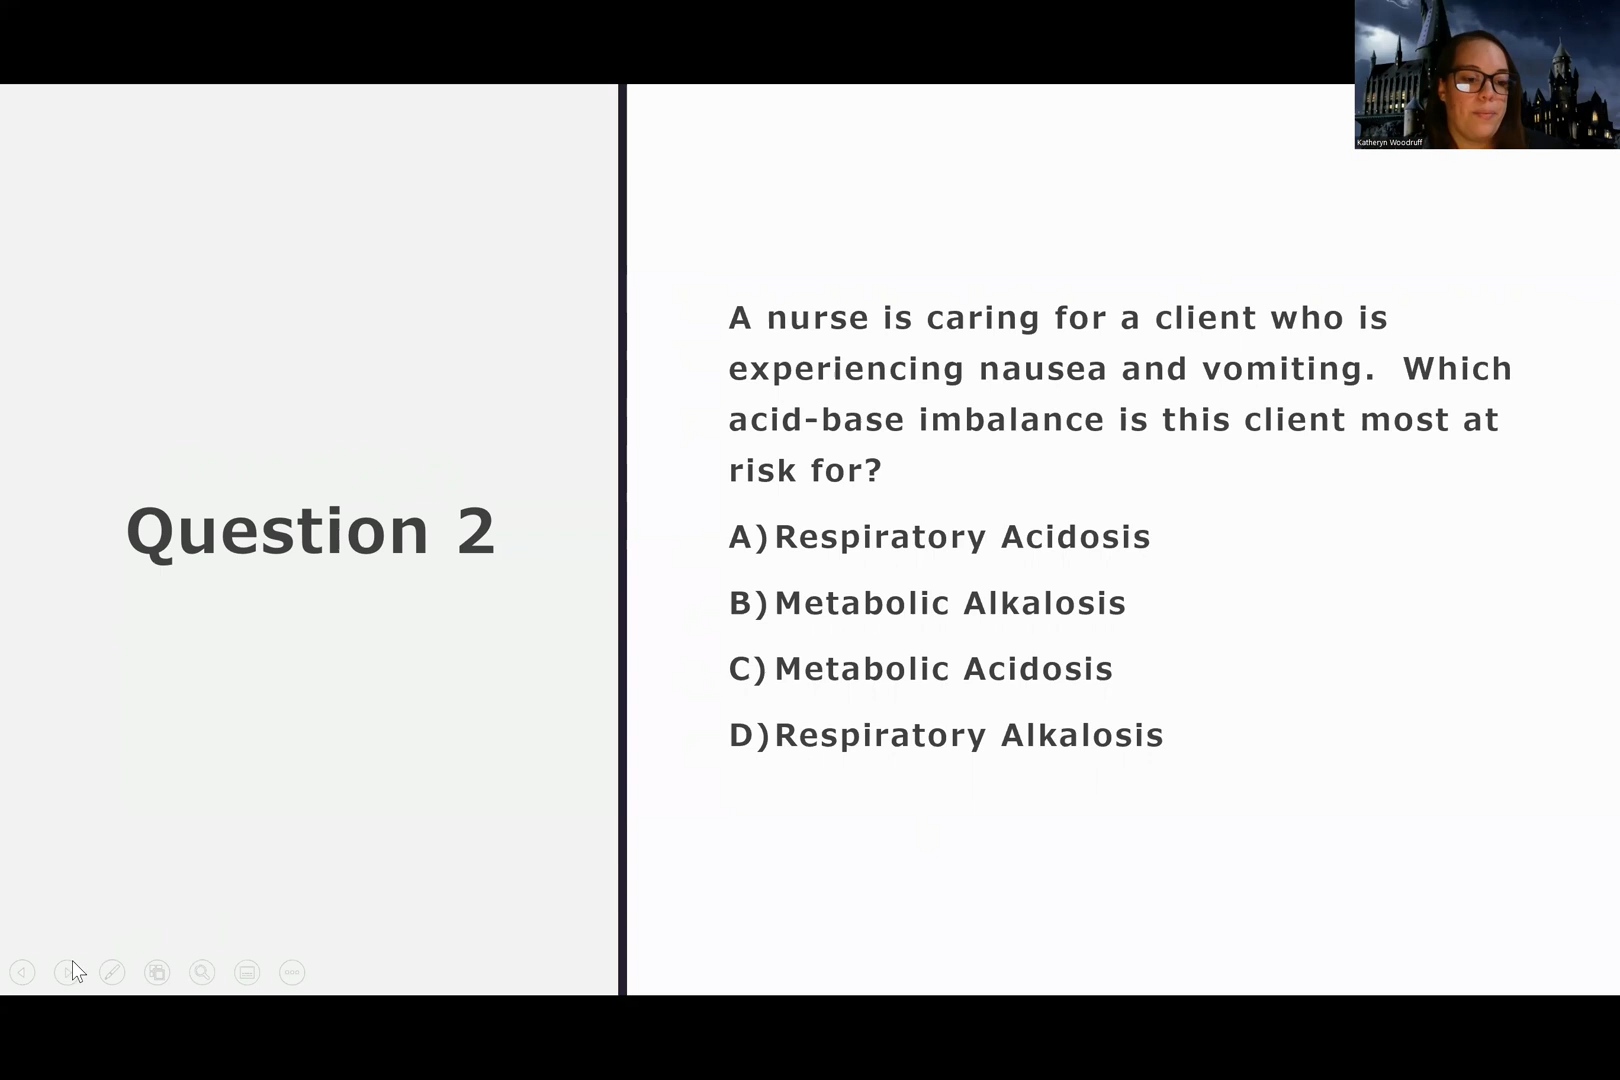 Katheryn Woodruff
Question 2
A nurse is caring for a client who is
experiencing nausea and vomiting.  Which
acid-base imbalance is this client most at
risk for?
A) Respiratory Acidosis
B) Metabolic Alkalosis
C) Metabolic Acidosis
D) Respiratory Alkalosis